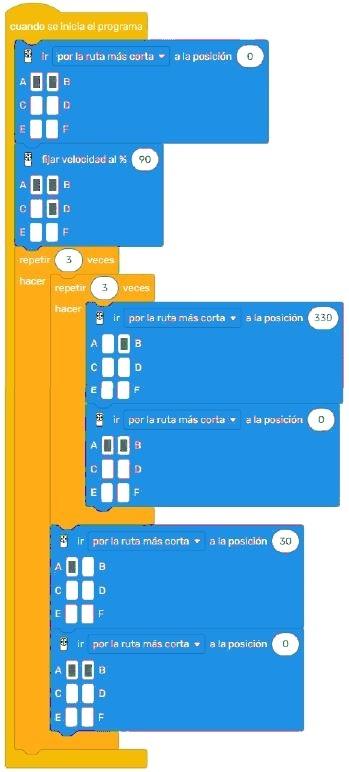 cuando se inicia el programa
ir por la ruta más corta a la posición 0
A B
C D
E F
fijar velocidad al % 90
A B
C D
E F
repetir 3 veces
hacer
repetir 3 veces
hacer
ir por la ruta más corta a la posición 330
A B
C D
E F
ir por la ruta más corta a la posición 0
A B
C D
E F
ir por la ruta más corta a la posición 30
A B
C D
E F
ir por la ruta más corta a la posición 0
A B
C D
E F